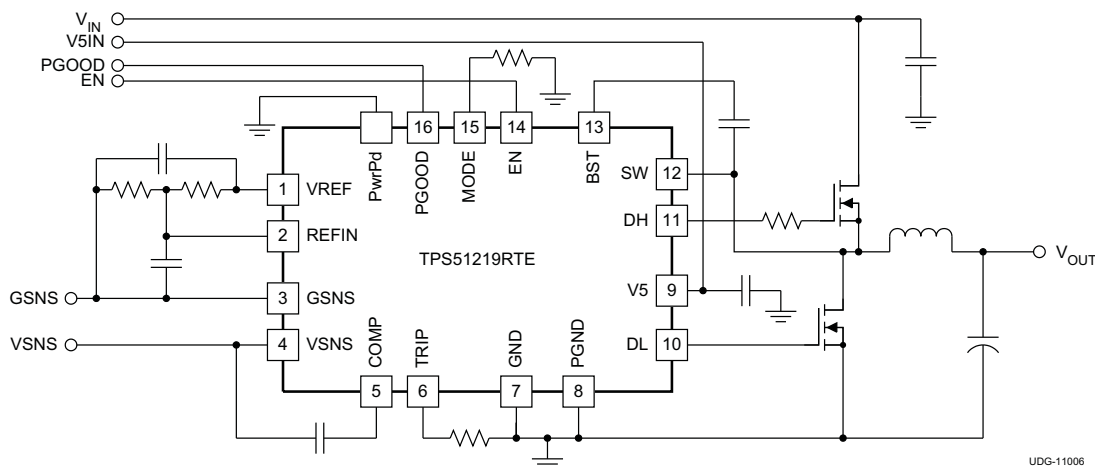 VIN
V5IN
PGOOD
EN
16 15 14 13
PwrPd PGOOD MODE EN BST
1 VREF
2 REFIN
GSNS 3 GSNS
VSNS 4 VSNS
TPS51219RTE
SW 12
DH 11
V5 9
DL 10
VOUT
COMP TRIP GND PGND
5 6 7 8
UDG-11006